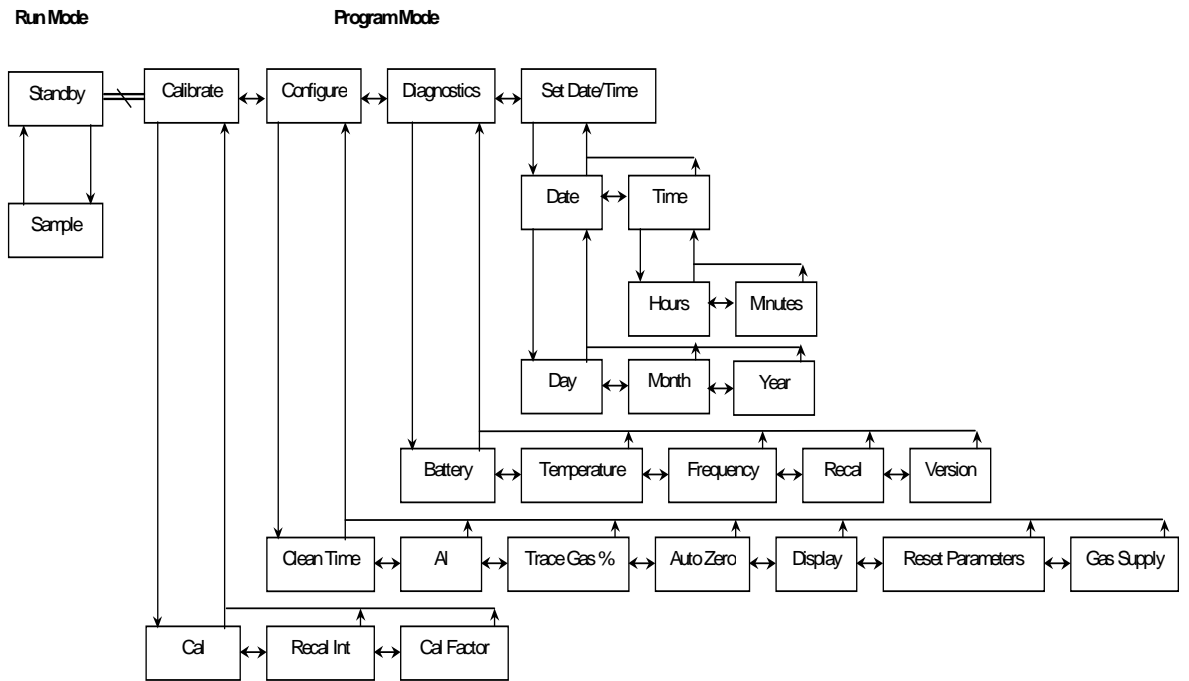 Run Mode Program Mode
Standby Calibrate Configure Diagnostics Set Date/Time
Sample Date Time
Hours Minutes
Day Month Year
Battery Temperature Frequency Recal Version
Clean Time AI Trace Gas % Auto Zero Display Reset Parameters Gas Supply
Cal Recal Int Cal Factor